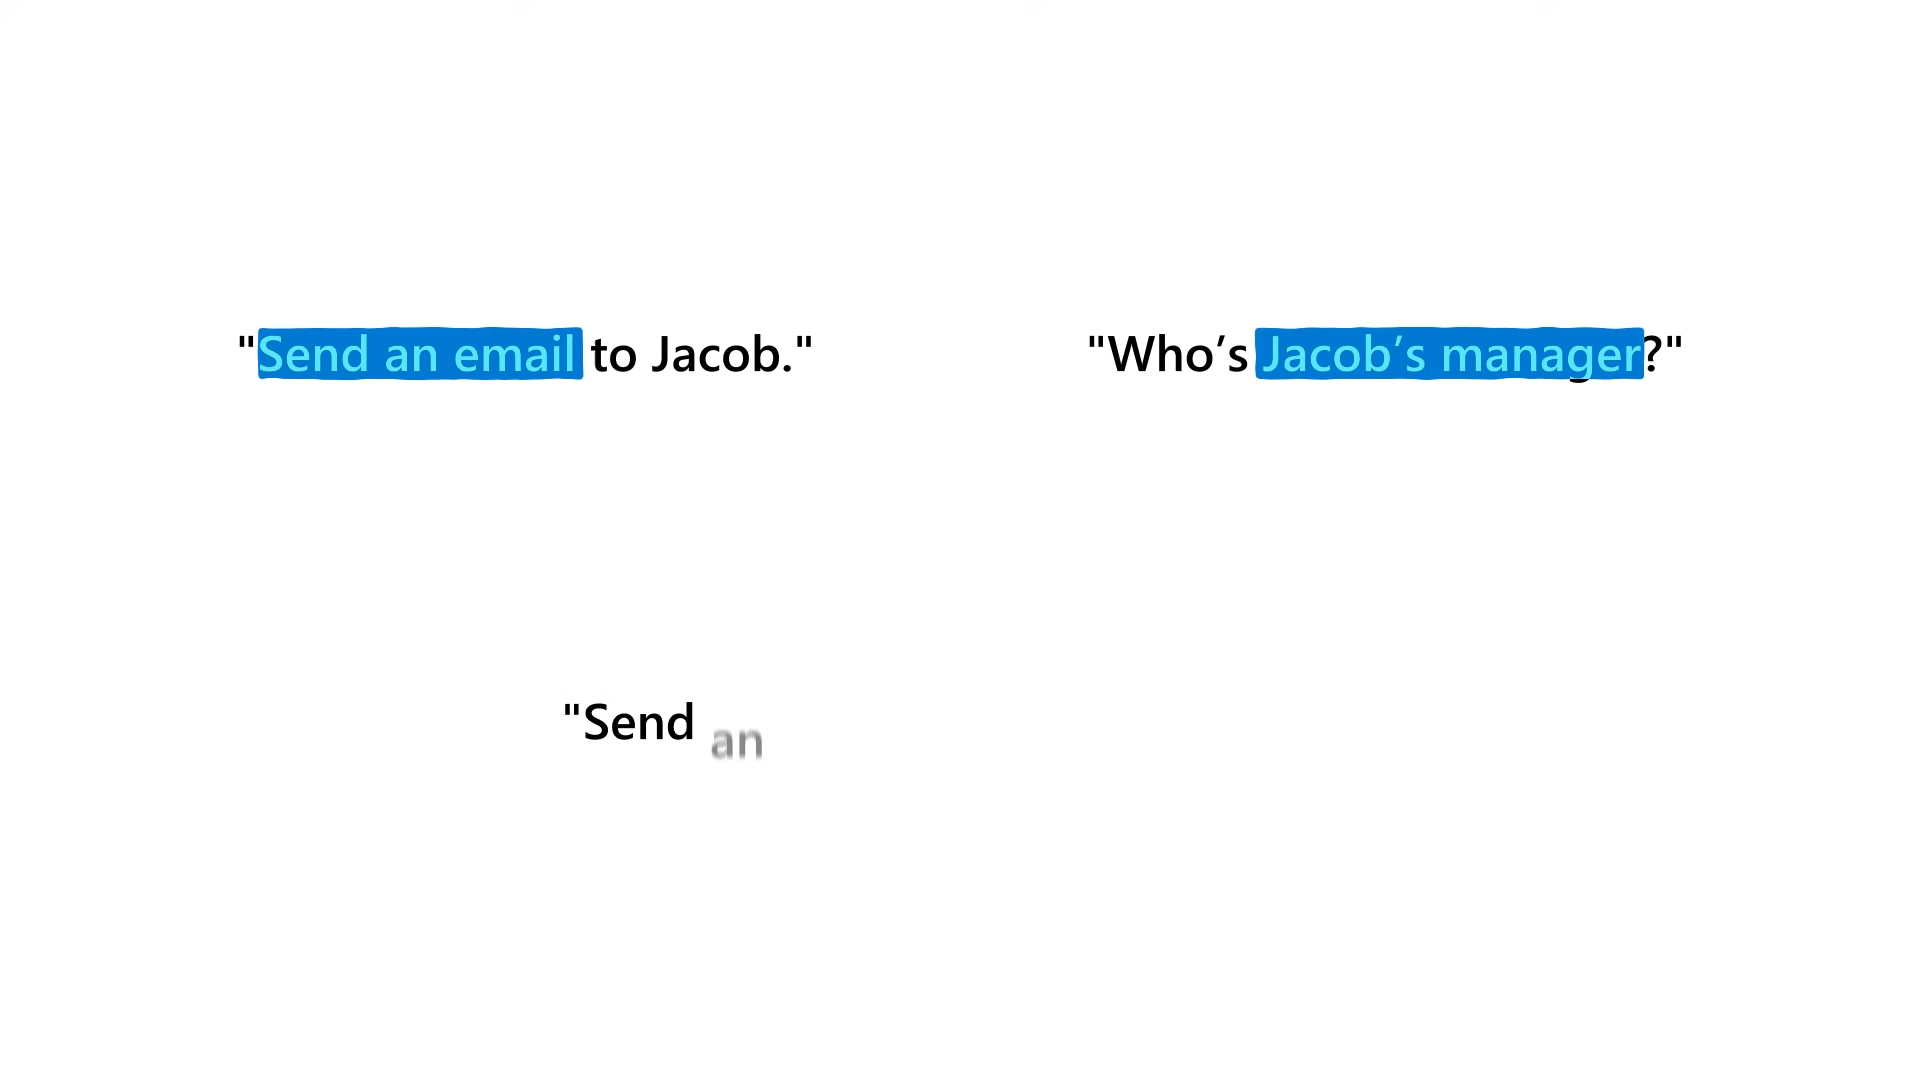 "Send an email to Jacob."
"Who’s Jacob’s manager?"
"Send an